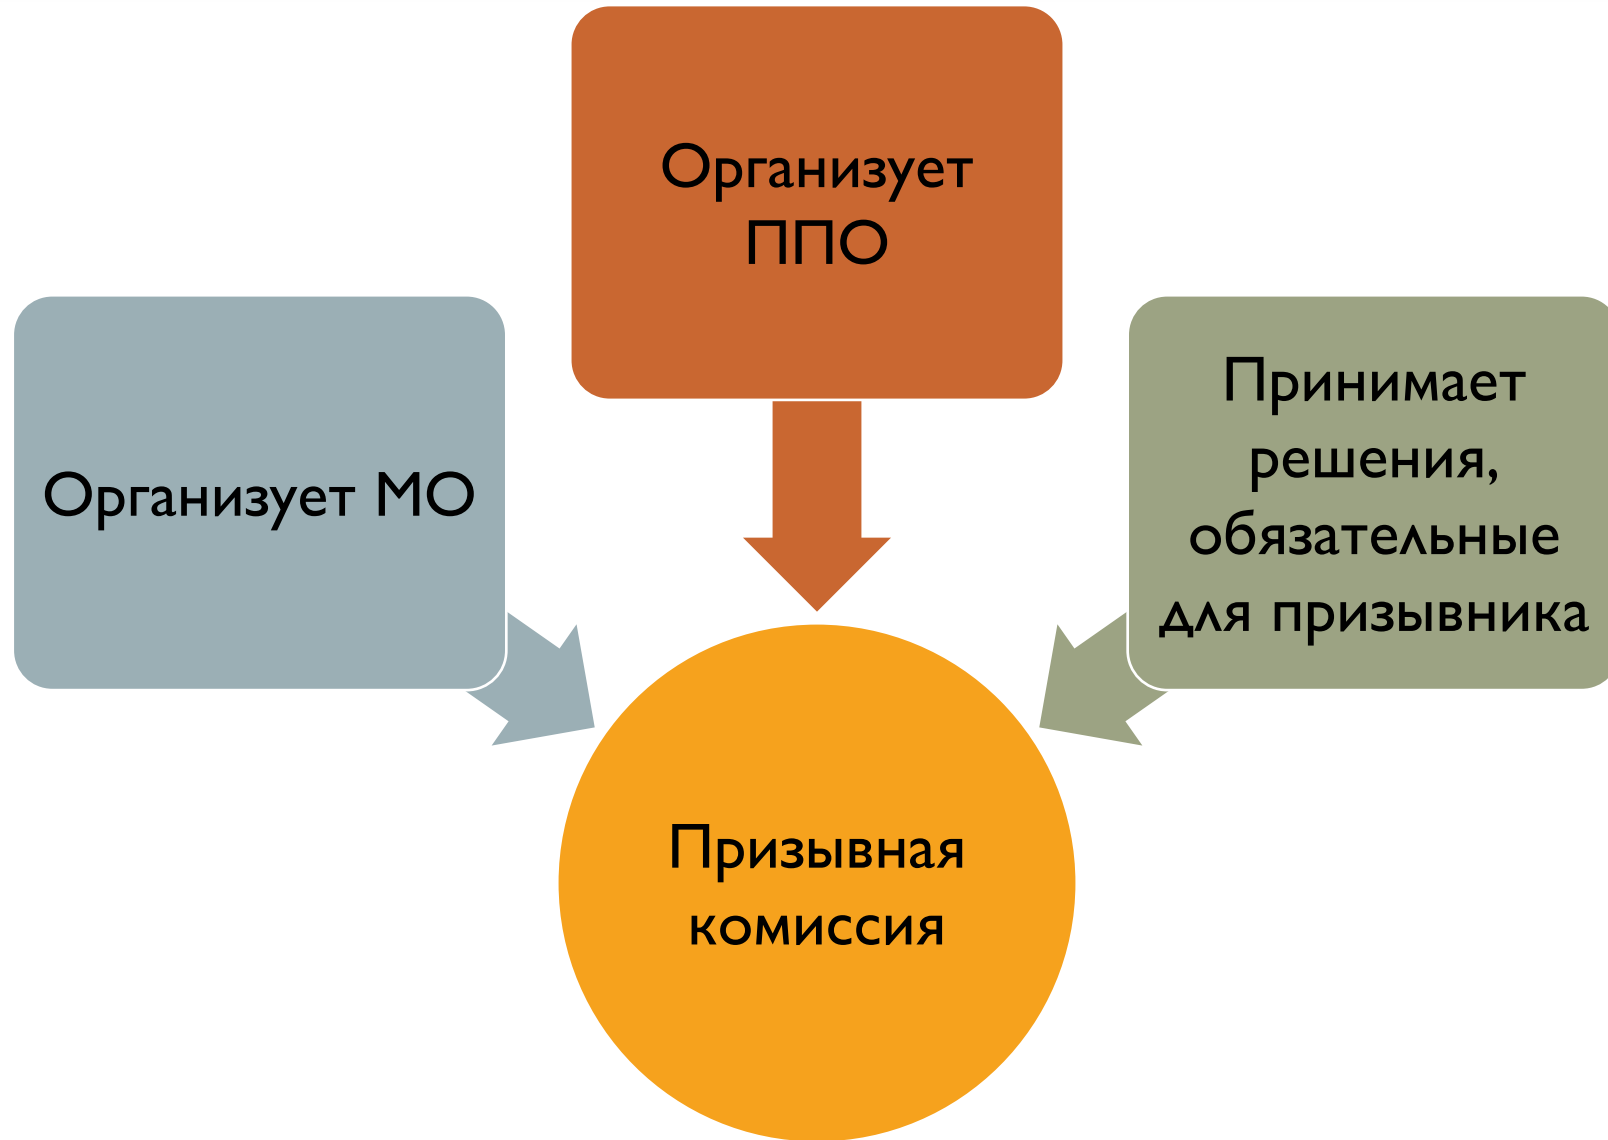 Организует
ППО
Организует МО
Принимает
решения,
обязательные
для призывника
Призывная
комиссия